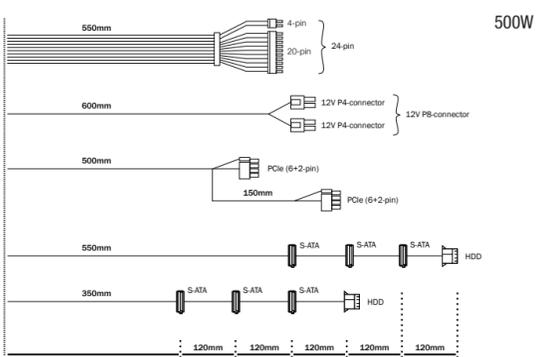 500W
550mm
4-pin
20-pin
24-pin
600mm
12V P4-connector
12V P4-connector
12V P8-connector
500mm
PCIe (6+2-pin)
150mm
PCIe (6+2-pin)
550mm
S-ATA
S-ATA
S-ATA
HDD
350mm
S-ATA
S-ATA
S-ATA
HDD
120mm
120mm
120mm
120mm
120mm